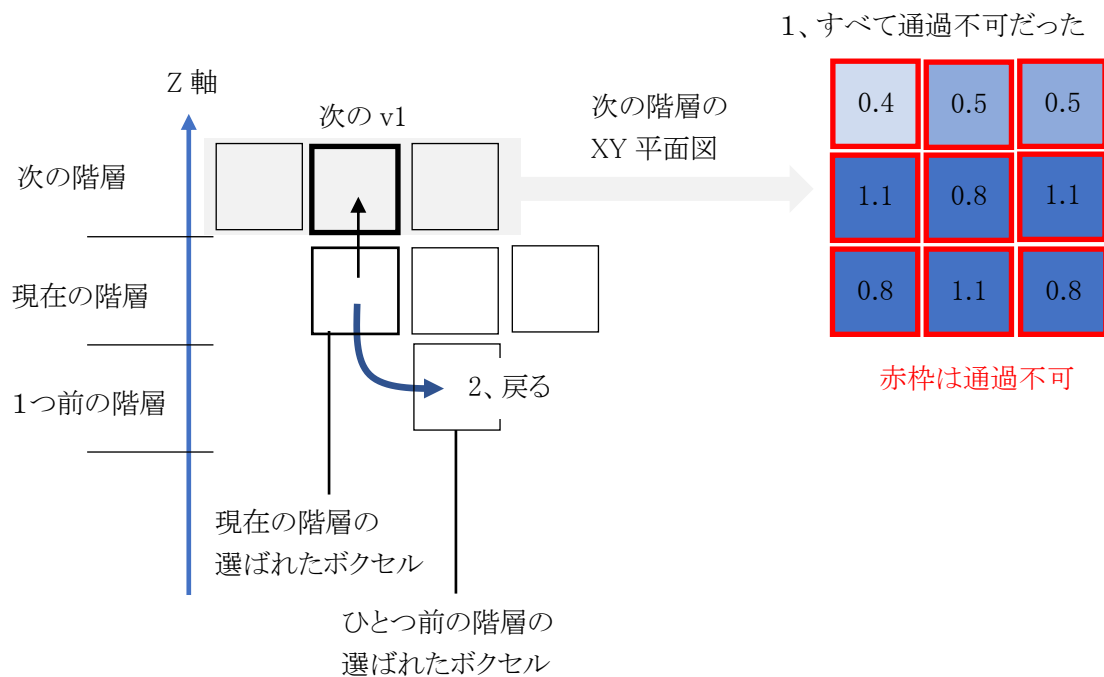 1、すべて通過不可だった
Z 軸
次の v1
次の階層の
XY 平面図
0.4 0.5 0.5
次の階層
1.1 0.8 1.1
現在の階層
0.8 1.1 0.8
赤枠は通過不可
1つ前の階層
2、戻る
現在の階層の
選ばれたボクセル
ひとつ前の階層の
選ばれたボクセル